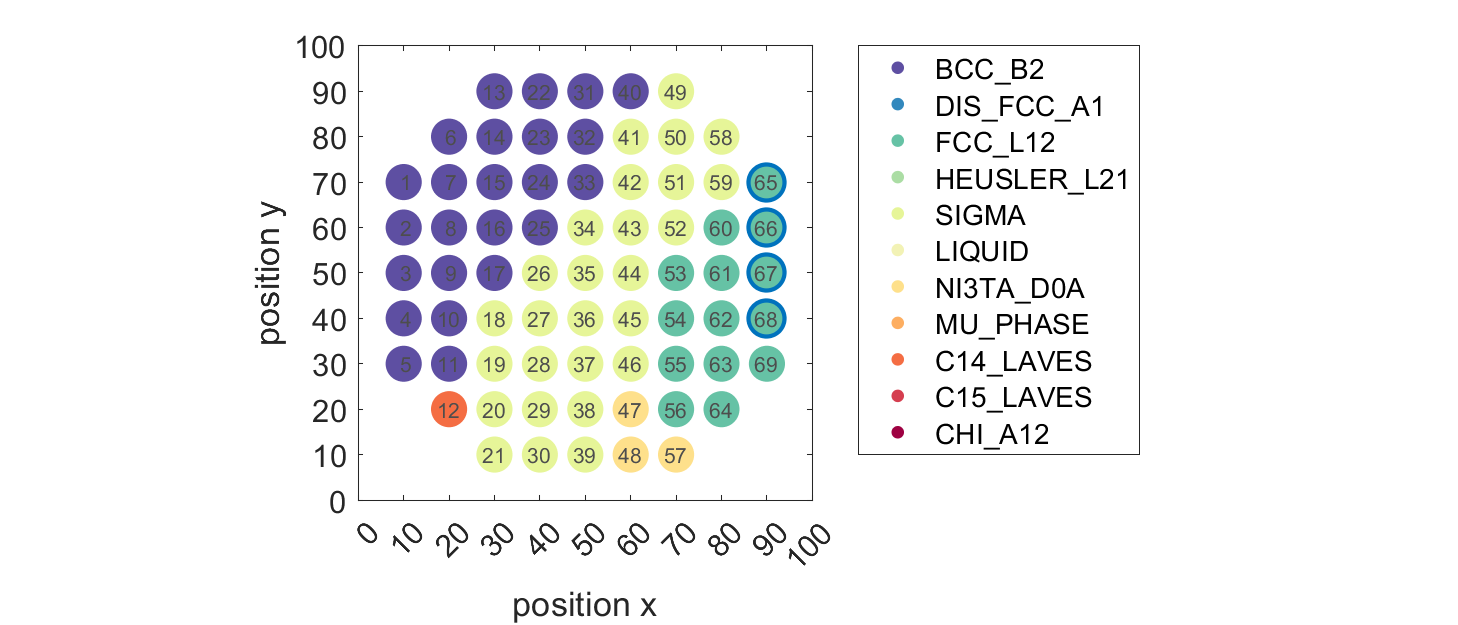 100
90
80
70
60
50
40
30
20
10
0
position y
13 22 31 40 49
6 14 23 32 41 50 58
1 7 15 24 33 42 51 59 65
2 8 16 25 34 43 52 60 66
3 9 17 26 35 44 53 61 67
4 10 18 27 36 45 54 62 68
5 11 19 28 37 46 55 63 69
12 20 29 38 47 56 64
21 30 39 48 57
0 10 20 30 40 50 60 70 80 90 100
position x
BCC_B2
DIS_FCC_A1
FCC_L12
HEUSLER_L21
SIGMA
LIQUID
NI3TA_D0A
MU_PHASE
C14_LAVES
C15_LAVES
CHI_A12